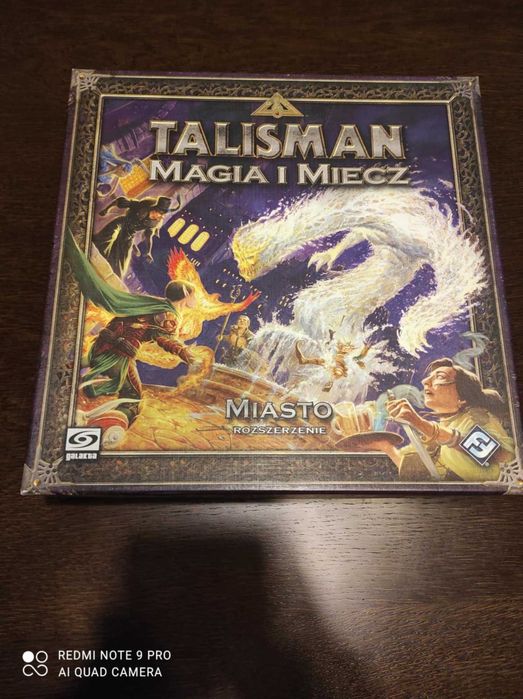 TALISMAN
MAGIA I MIECZ
MIASTO
ROZSZERZENIE
galakta
REDMI NOTE 9 PRO
AI QUAD CAMERA